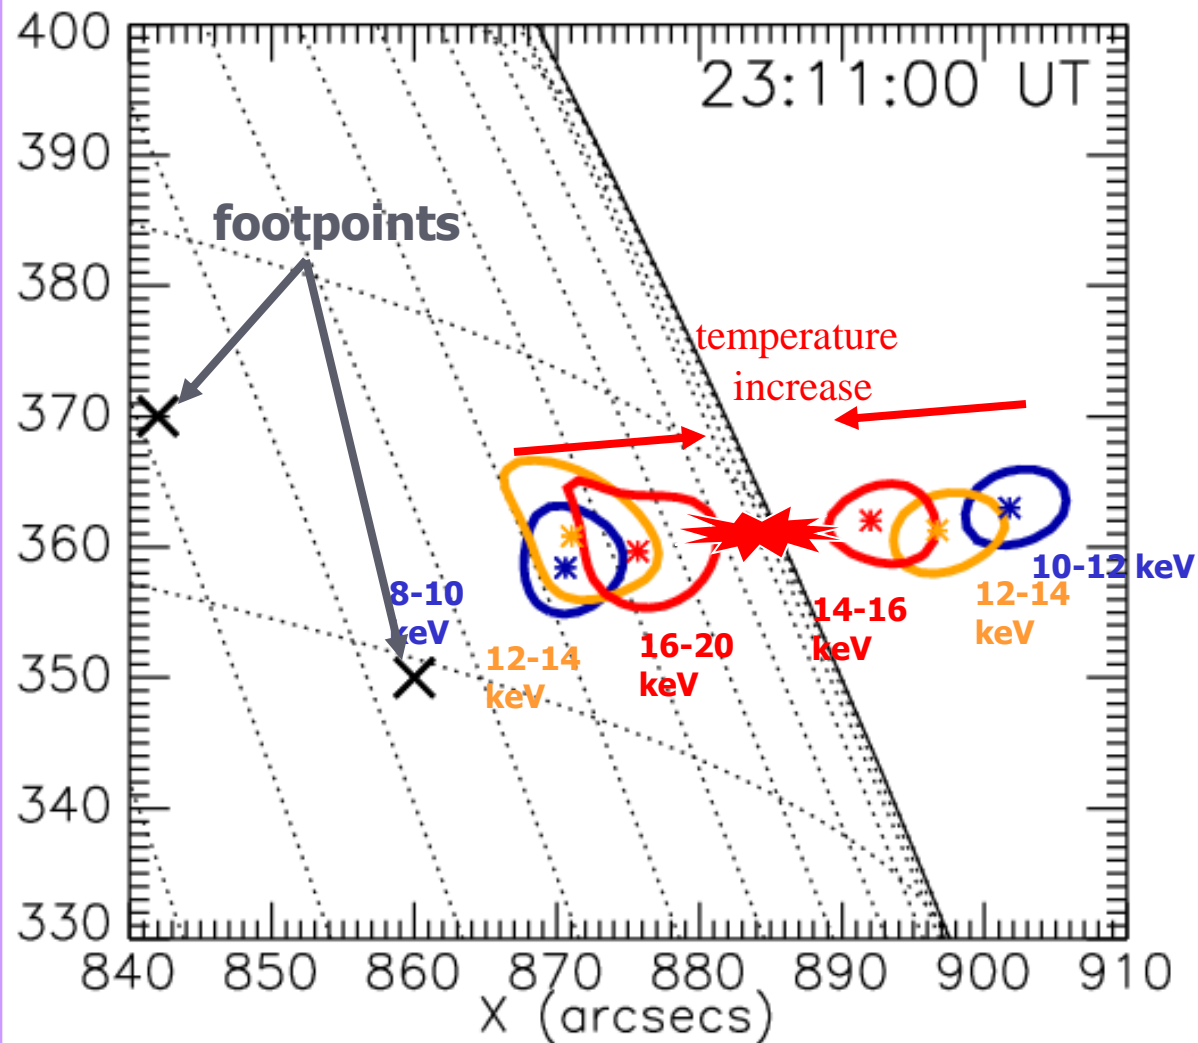 400
23:11:00 UT
390
footpoints
380
temperature
increase
370
360
10-12 keV
8-10
keV
12-14
keV
14-16
keV
12-14
keV
16-20
keV
350
340
330
840 850 860 870 880 890 900 910
X (arcsecs)